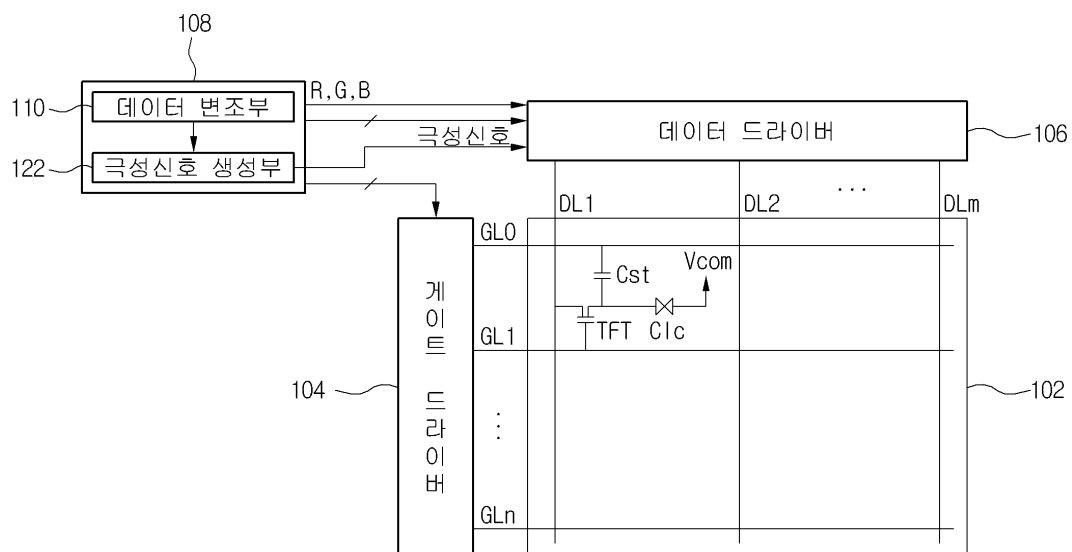 108
110
데이터 변조부
R,G,B
데이터 드라이버
106
극성신호
122
극성신호 생성부
...
DL1
DL2
DLm
GL0
Cst
Vcom
TFT
Clc
GL1
게이트 드라이버
104
102
...
GLn